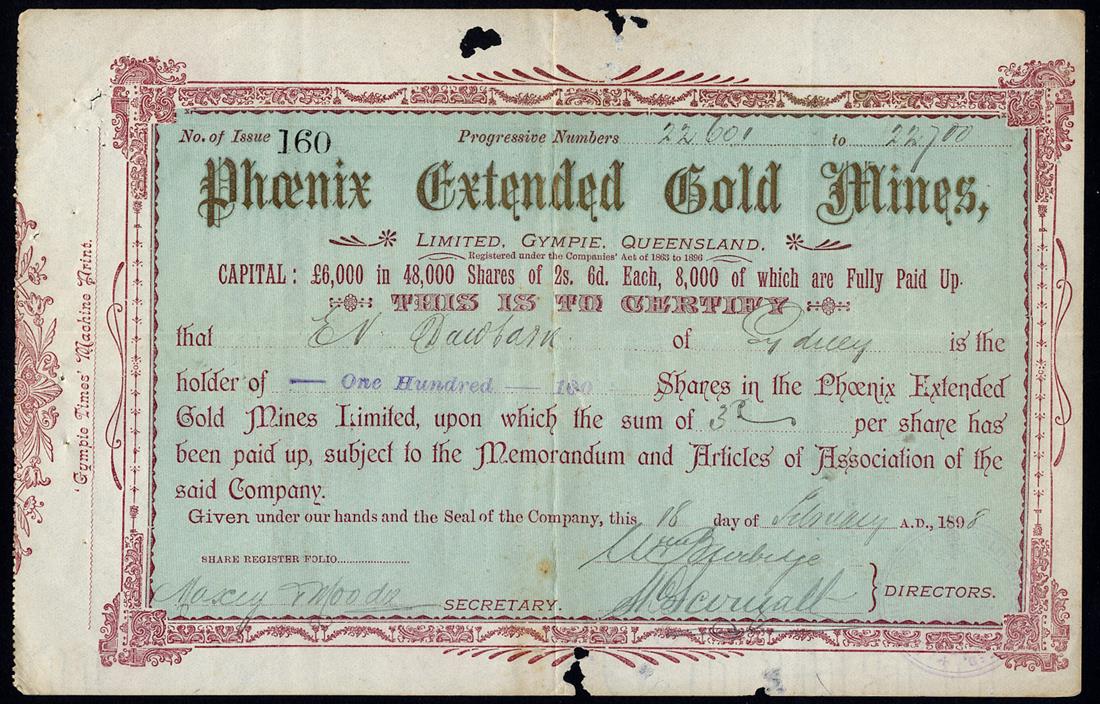 No. of Issue 160 Progressive Numbers 22601 to 22700
Phœnix Extended Gold Mines,
LIMITED, GYMPIE, QUEENSLAND.
Registered under the Companies' Act of 1863 to 1896
CAPITAL: £6,000 in 48,000 Shares of 2s. 6d. Each, 8,000 of which are Fully Paid Up.
THIS IS TO CERTIFY
that of Sydney is the
holder of — One Hundred — 100 Shares in the Phœnix Extended
Gold Mines Limited, upon which the sum of 3d per share has
been paid up, subject to the Memorandum and Articles of Association of the
said Company.
Given under our hands and the Seal of the Company, this 18 day of February A.D., 1898
SHARE REGISTER FOLIO
SECRETARY.
DIRECTORS.
'Gympie Times' Machine Print.